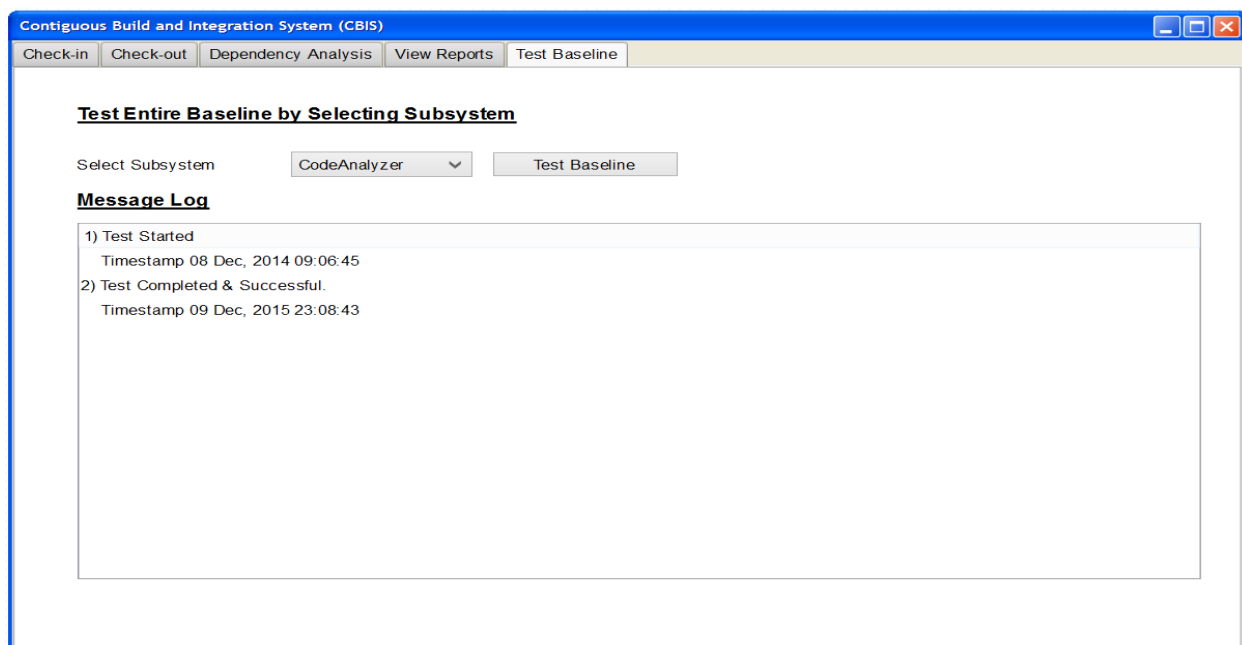 Contiguous Build and Integration System (CBIS)
Check-in Check-out Dependency Analysis View Reports Test Baseline
Test Entire Baseline by Selecting Subsystem
Select Subsystem CodeAnalyzer Test Baseline
Message Log
1) Test Started
Timestamp 08 Dec, 2014 09:06:45
2) Test Completed & Successful.
Timestamp 09 Dec, 2015 23:08:43